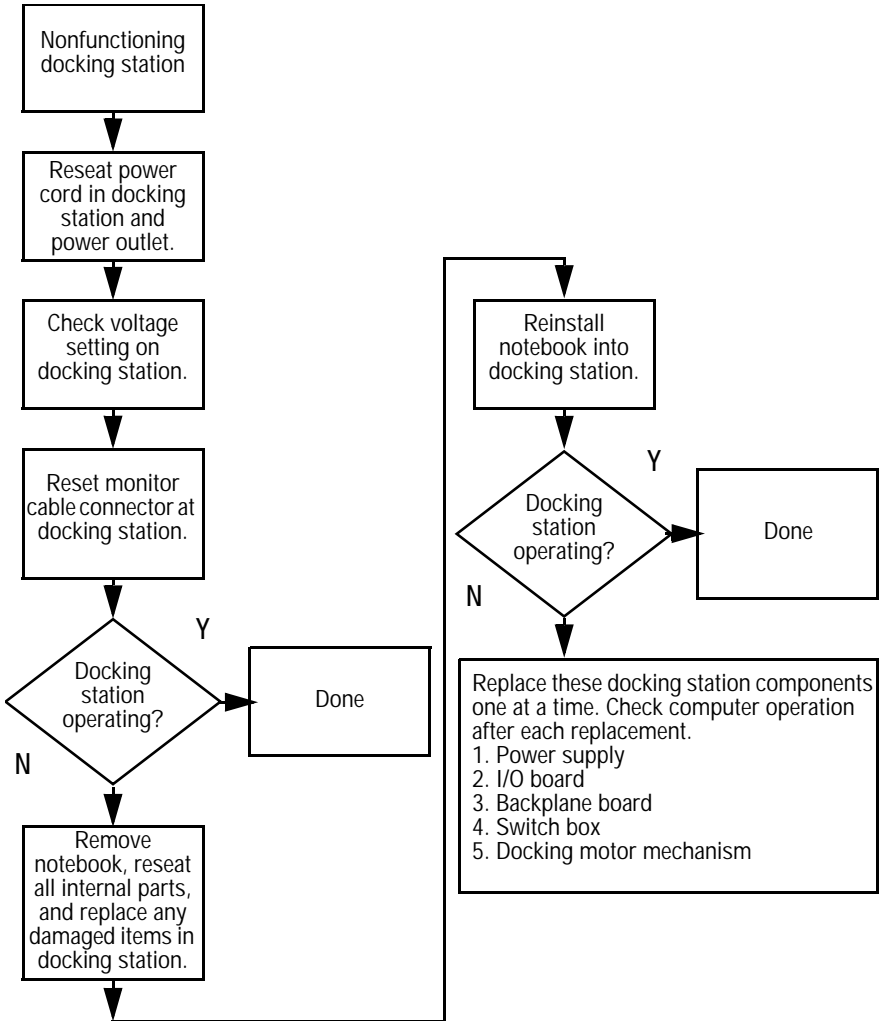 Nonfunctioning
docking station
Reseat power
cord in docking
station and
power outlet.
Check voltage
setting on
docking station.
Reset monitor
cable connector at
docking station.
Y
Docking
station
operating?
Done
N
Remove
notebook, reseat
all internal parts,
and replace any
damaged items in
docking station.
Reinstall
notebook into
docking station.
Y
Docking
station
operating?
Done
N
Replace these docking station components
one at a time. Check computer operation
after each replacement.
1. Power supply
2. I/O board
3. Backplane board
4. Switch box
5. Docking motor mechanism